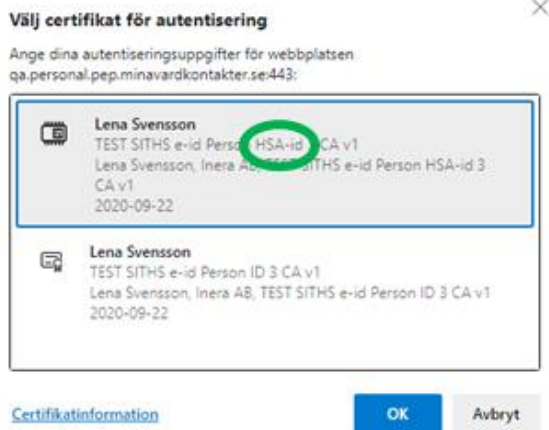 Välj certifikat för autentisering
Ange dina autentiseringsuppgifter för webbplatsen
qa.personal.pep.minavardkontakter.se:443:
Lena Svensson
TEST SITHS e-id Person HSA-id CA v1
Lena Svensson, Inera AB, TEST SITHS e-id Person HSA-id 3
CA v1
2020-09-22
Lena Svensson
TEST SITHS e-id Person ID 3 CA v1
Lena Svensson, Inera AB, TEST SITHS e-id Person ID 3 CA v1
2020-09-22
Certifikatinformation
OK
Avbryt